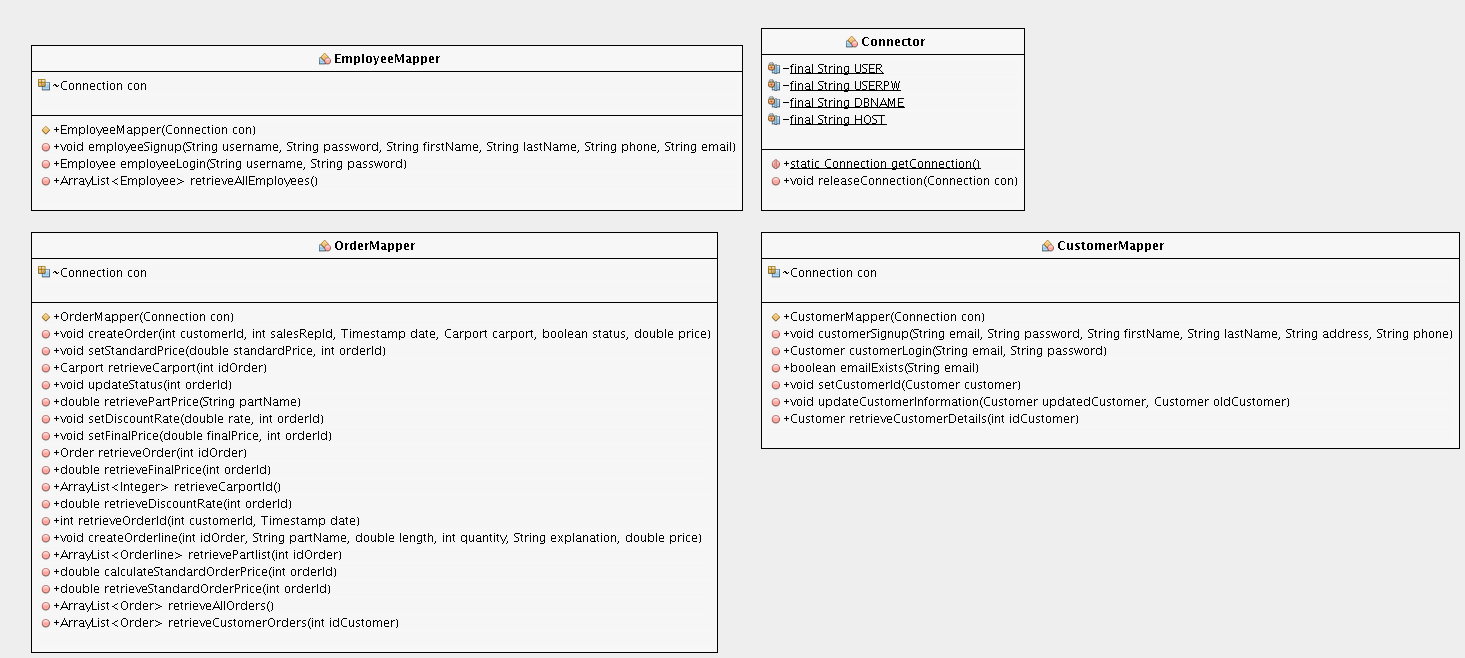 EmployeeMapper
~Connection con
+EmployeeMapper(Connection con)
+void employeeSignup(String username, String password, String firstName, String lastName, String phone, String email)
+Employee employeeLogin(String username, String password)
+ArrayList<Employee> retrieveAllEmployees()
Connector
-final String USER
-final String USERPW
-final String DBNAME
-final String HOST
+static Connection getConnection()
+void releaseConnection(Connection con)
OrderMapper
~Connection con
+OrderMapper(Connection con)
+void createOrder(int customerId, int salesRepId, Timestamp date, Carport carport, boolean status, double price)
+void setStandardPrice(double standardPrice, int orderId)
+Carport retrieveCarport(int idOrder)
+void updateStatus(int orderId)
+double retrievePartPrice(String partName)
+void setDiscountRate(double rate, int orderId)
+void setFinalPrice(double finalPrice, int orderId)
+Order retrieveOrder(int idOrder)
+double retrieveFinalPrice(int orderId)
+ArrayList<Integer> retrieveCarportId()
+double retrieveDiscountRate(int orderId)
+int retrieveOrderId(int customerId, Timestamp date)
+void createOrderline(int idOrder, String partName, double length, int quantity, String explanation, double price)
+ArrayList<Orderline> retrievePartlist(int idOrder)
+double calculateStandardOrderPrice(int orderId)
+double retrieveStandardOrderPrice(int orderId)
+ArrayList<Order> retrieveAllOrders()
+ArrayList<Order> retrieveCustomerOrders(int idCustomer)
CustomerMapper
~Connection con
+CustomerMapper(Connection con)
+void customerSignup(String email, String password, String firstName, String lastName, String address, String phone)
+Customer customerLogin(String email, String password)
+boolean emailExists(String email)
+void setCustomerId(Customer customer)
+void updateCustomerInformation(Customer updatedCustomer, Customer oldCustomer)
+Customer retrieveCustomerDetails(int idCustomer)